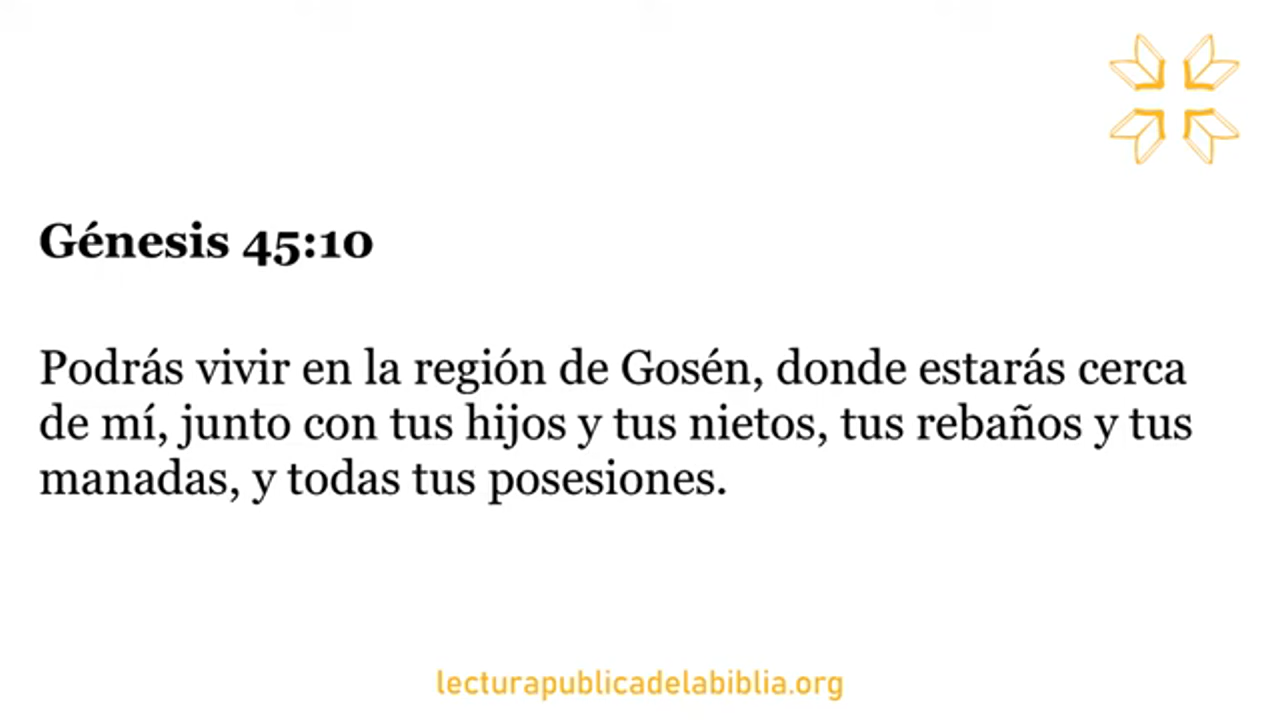 Génesis 45:10
Podrás vivir en la región de Gosén, donde estarás cerca
de mí, junto con tus hijos y tus nietos, tus rebaños y tus
manadas, y todas tus posesiones.
lecturapublicadelabiblia.org